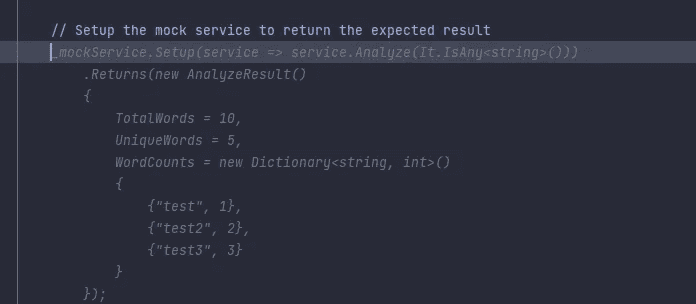 // Setup the mock service to return the expected result
_mockService.Setup(service => service.Analyze(It.IsAny<string>()))
.Returns(new AnalyzeResult()
{
TotalWords = 10,
UniqueWords = 5,
WordCounts = new Dictionary<string, int>()
{
{"test", 1},
{"test2", 2},
{"test3", 3}
}
});